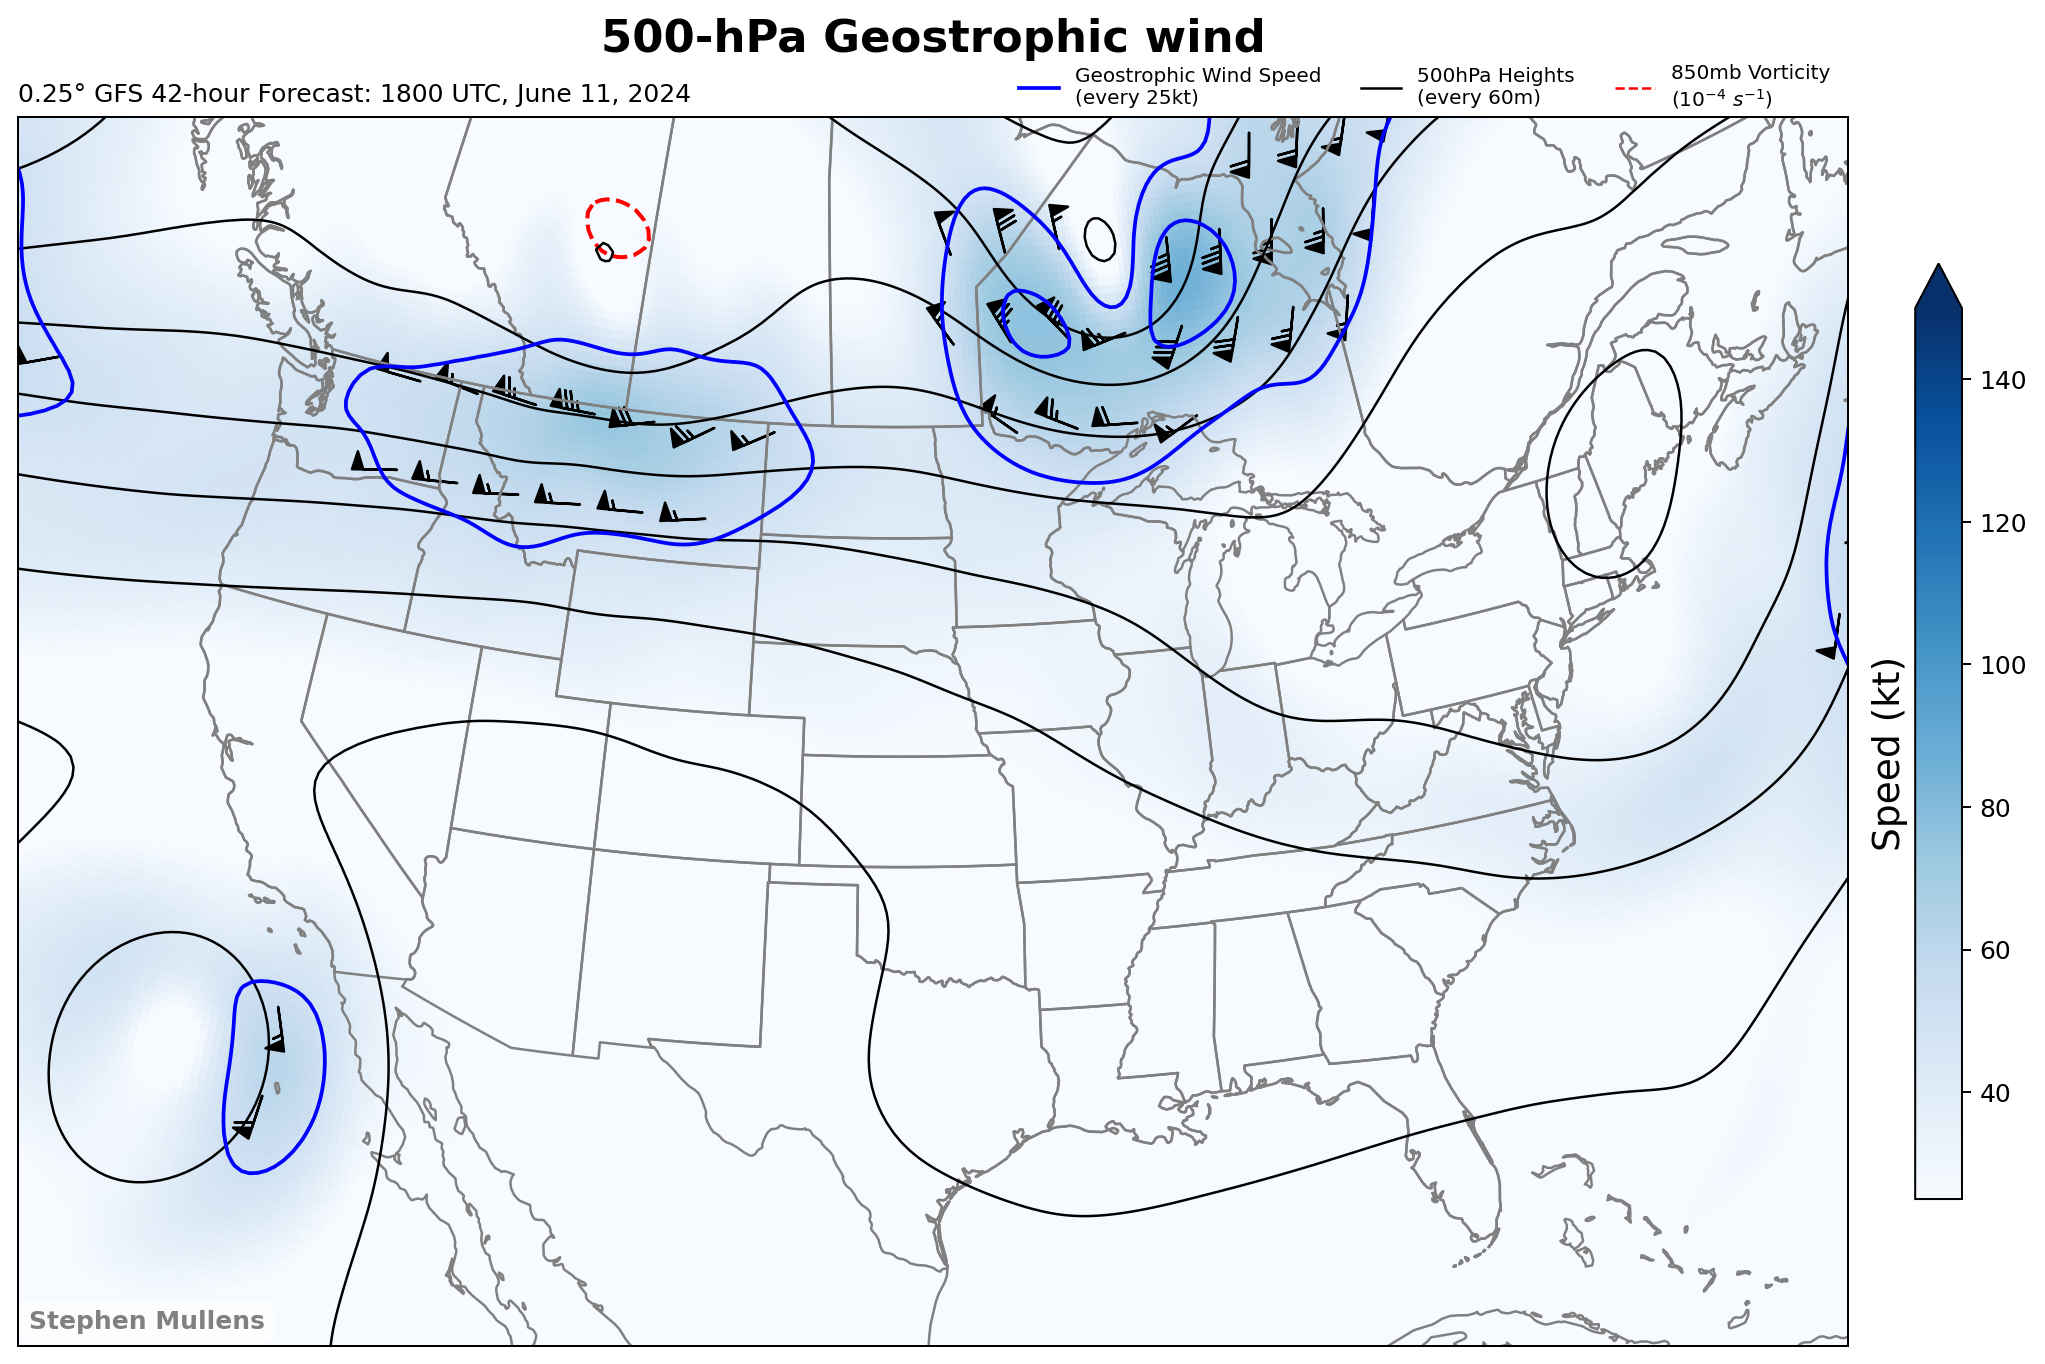 500-hPa Geostrophic wind
0.25° GFS 42-hour Forecast: 1800 UTC, June 11, 2024
Geostrophic Wind Speed
(every 25kt)
500hPa Heights
(every 60m)
850mb Vorticity
(10⁻⁴ s⁻¹)
140
120
100
80
60
40
Speed (kt)
Stephen Mullens